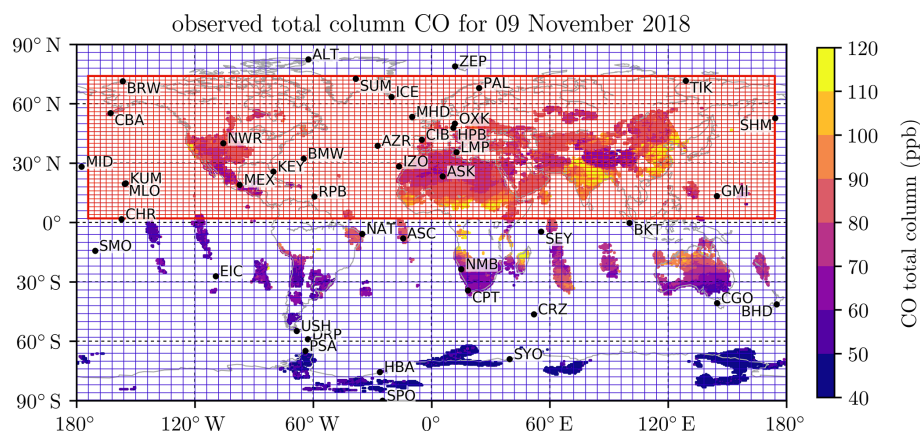 observed total column CO for 09 November 2018
90° N
60° N
30° N
0°
30° S
60° S
90° S
180°
120° W
60° W
0°
60° E
120° E
180°
ALT
ZEP
BRW
SUM
ICE
PAL
TIK
CBA
MHD
OXK
SHM
NWR
AZR
CIB
HPB
LMP
MID
BMW
KEY
IZO
ASK
KUM
MLO
MEX
RPB
GMI
CHR
NAT
ASC
SEY
BKT
SMO
EIC
NMB
CPT
CRZ
CGO
BHD
USH
DRP
PSA
HBA
SYO
SPO
120
110
100
90
80
70
60
50
40
CO total column (ppb)